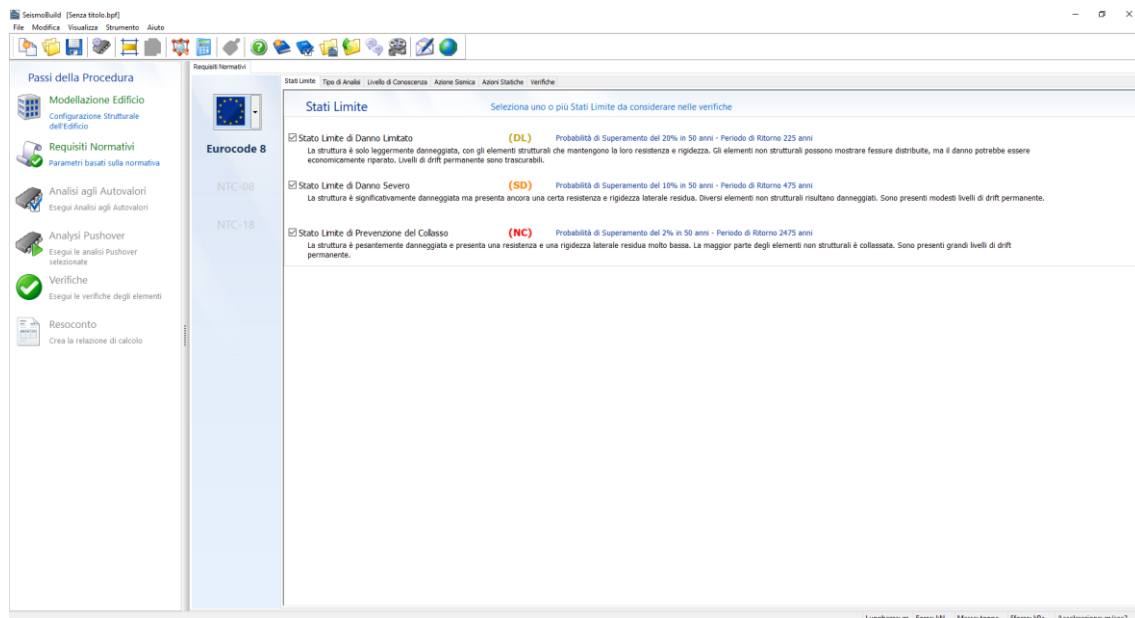 SeismoBuild [Senza titolo.bpf]
File Modifica Visualizza Strumento Aiuto
Passi della Procedura
Modellazione Edificio
Configurazione Strutturale
dell'Edificio
Requisiti Normativi
Parametri basati sulla normativa
Analisi agli Autovalori
Esegui Analisi agli Autovalori
Analysi Pushover
Esegui le analisi Pushover
selezionate
Verifiche
Esegui le verifiche degli elementi
Resoconto
Crea la relazione di calcolo
Requisiti Normativi
Eurocode 8
NTC-08
NTC-18
Stati Limite Tipo di Analisi Livello di Conoscenza Azione Sismica Azioni Statiche Verifiche
Stati Limite Seleziona uno o più Stati Limite da considerare nelle verifiche
Stato Limite di Danno Limitato (DL) Probabilità di Superamento del 20% in 50 anni - Periodo di Ritorno 225 anni
La struttura è solo leggermente danneggiata, con gli elementi strutturali che mantengono la loro resistenza e rigidezza. Gli elementi non strutturali possono mostrare fessure distribuite, ma il danno potrebbe essere
economicamente riparato. Livelli di drift permanente sono trascurabili.
Stato Limite di Danno Severo (SD) Probabilità di Superamento del 10% in 50 anni - Periodo di Ritorno 475 anni
La struttura è significativamente danneggiata ma presenta ancora una certa resistenza e rigidezza laterale residua. Diversi elementi non strutturali risultano danneggiati. Sono presenti modesti livelli di drift permanente.
Stato Limite di Prevenzione del Collasso (NC) Probabilità di Superamento del 2% in 50 anni - Periodo di Ritorno 2475 anni
La struttura è pesantemente danneggiata e presenta una resistenza e una rigidezza laterale residua molto bassa. La maggior parte degli elementi non strutturali è collassata. Sono presenti grandi livelli di drift
permanente.